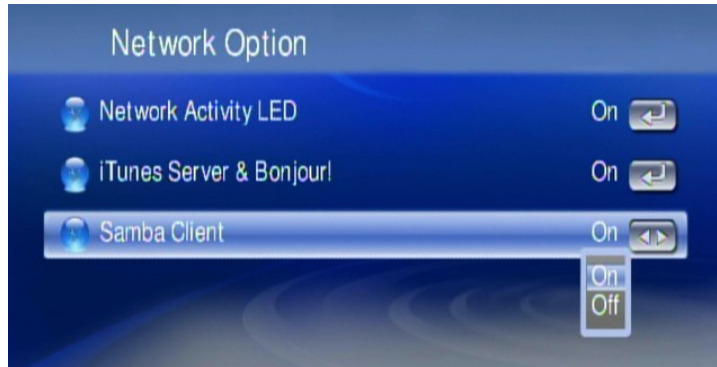 Network Option
Network Activity LED On
iTunes Server & Bonjour! On
Samba Client On
On
Off